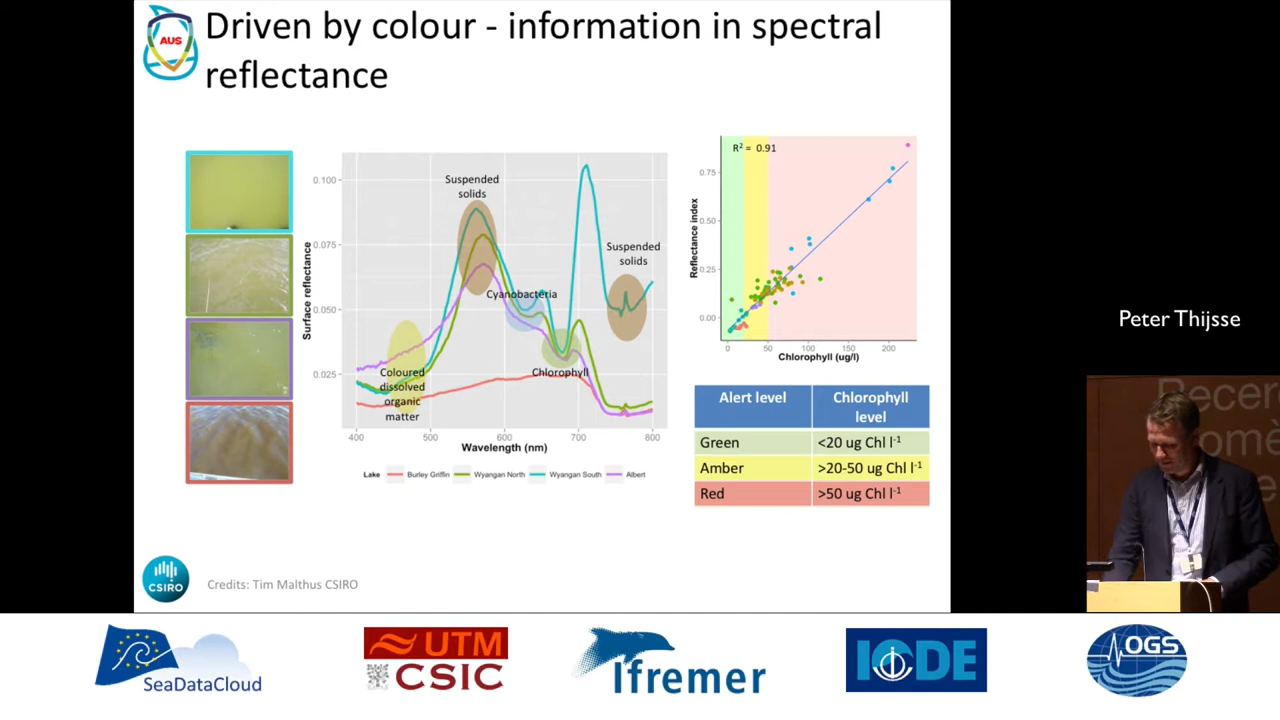 AUS
Driven by colour - information in spectral
reflectance
Suspended
solids
Suspended
solids
Cyanobacteria
Coloured
dissolved
organic
matter
Chlorophyll
Surface reflectance
0.100
0.075
0.050
0.025
400 500 600 700 800
Wavelength (nm)
Lake Burley Griffin Wyangan North Wyangan South Albert
R² = 0.91
Reflectance index
0.75
0.50
0.25
0.00
0 50 100 150 200
Chlorophyll (ug/l)
Alert level Chlorophyll
level
Green <20 ug Chl l⁻¹
Amber >20-50 ug Chl l⁻¹
Red >50 ug Chl l⁻¹
CSIRO
Credits: Tim Malthus CSIRO
Peter Thijsse
SeaDataCloud
UTM
CSIC
Ifremer
IODE
OGS